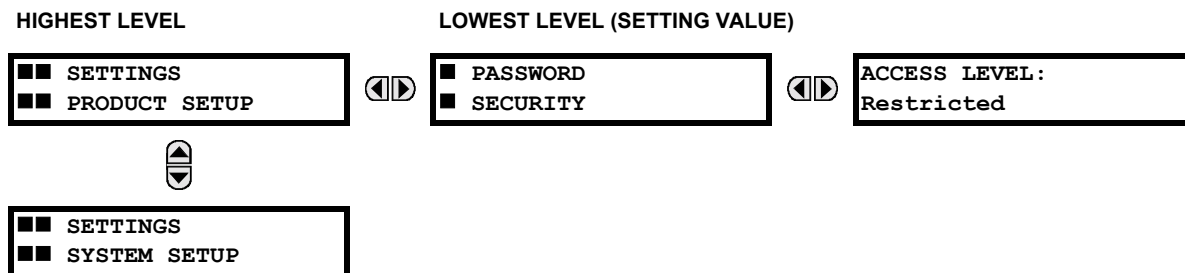 HIGHEST LEVEL
LOWEST LEVEL (SETTING VALUE)
■■ SETTINGS
■■ PRODUCT SETUP
■ PASSWORD
■ SECURITY
ACCESS LEVEL:
Restricted
■■ SETTINGS
■■ SYSTEM SETUP